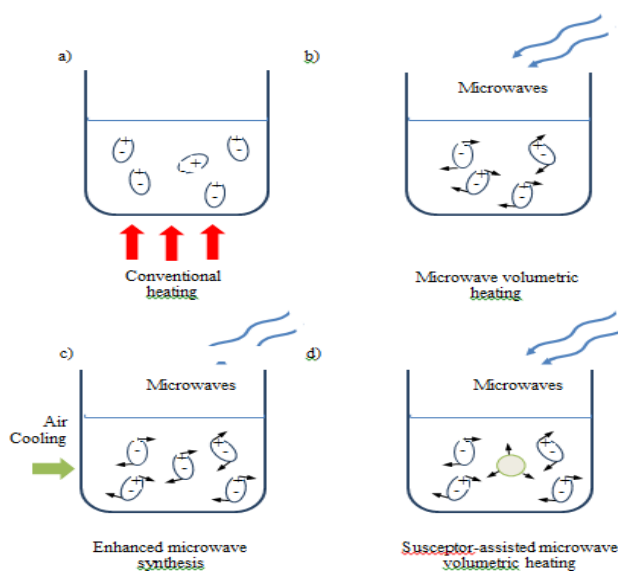 a)
b)
Microwaves
Conventional
heating
Microwave volumetric
heating
c)
d)
Microwaves
Microwaves
Air
Cooling
Enhanced microwave
synthesis
Susceptor-assisted microwave
volumetric heating